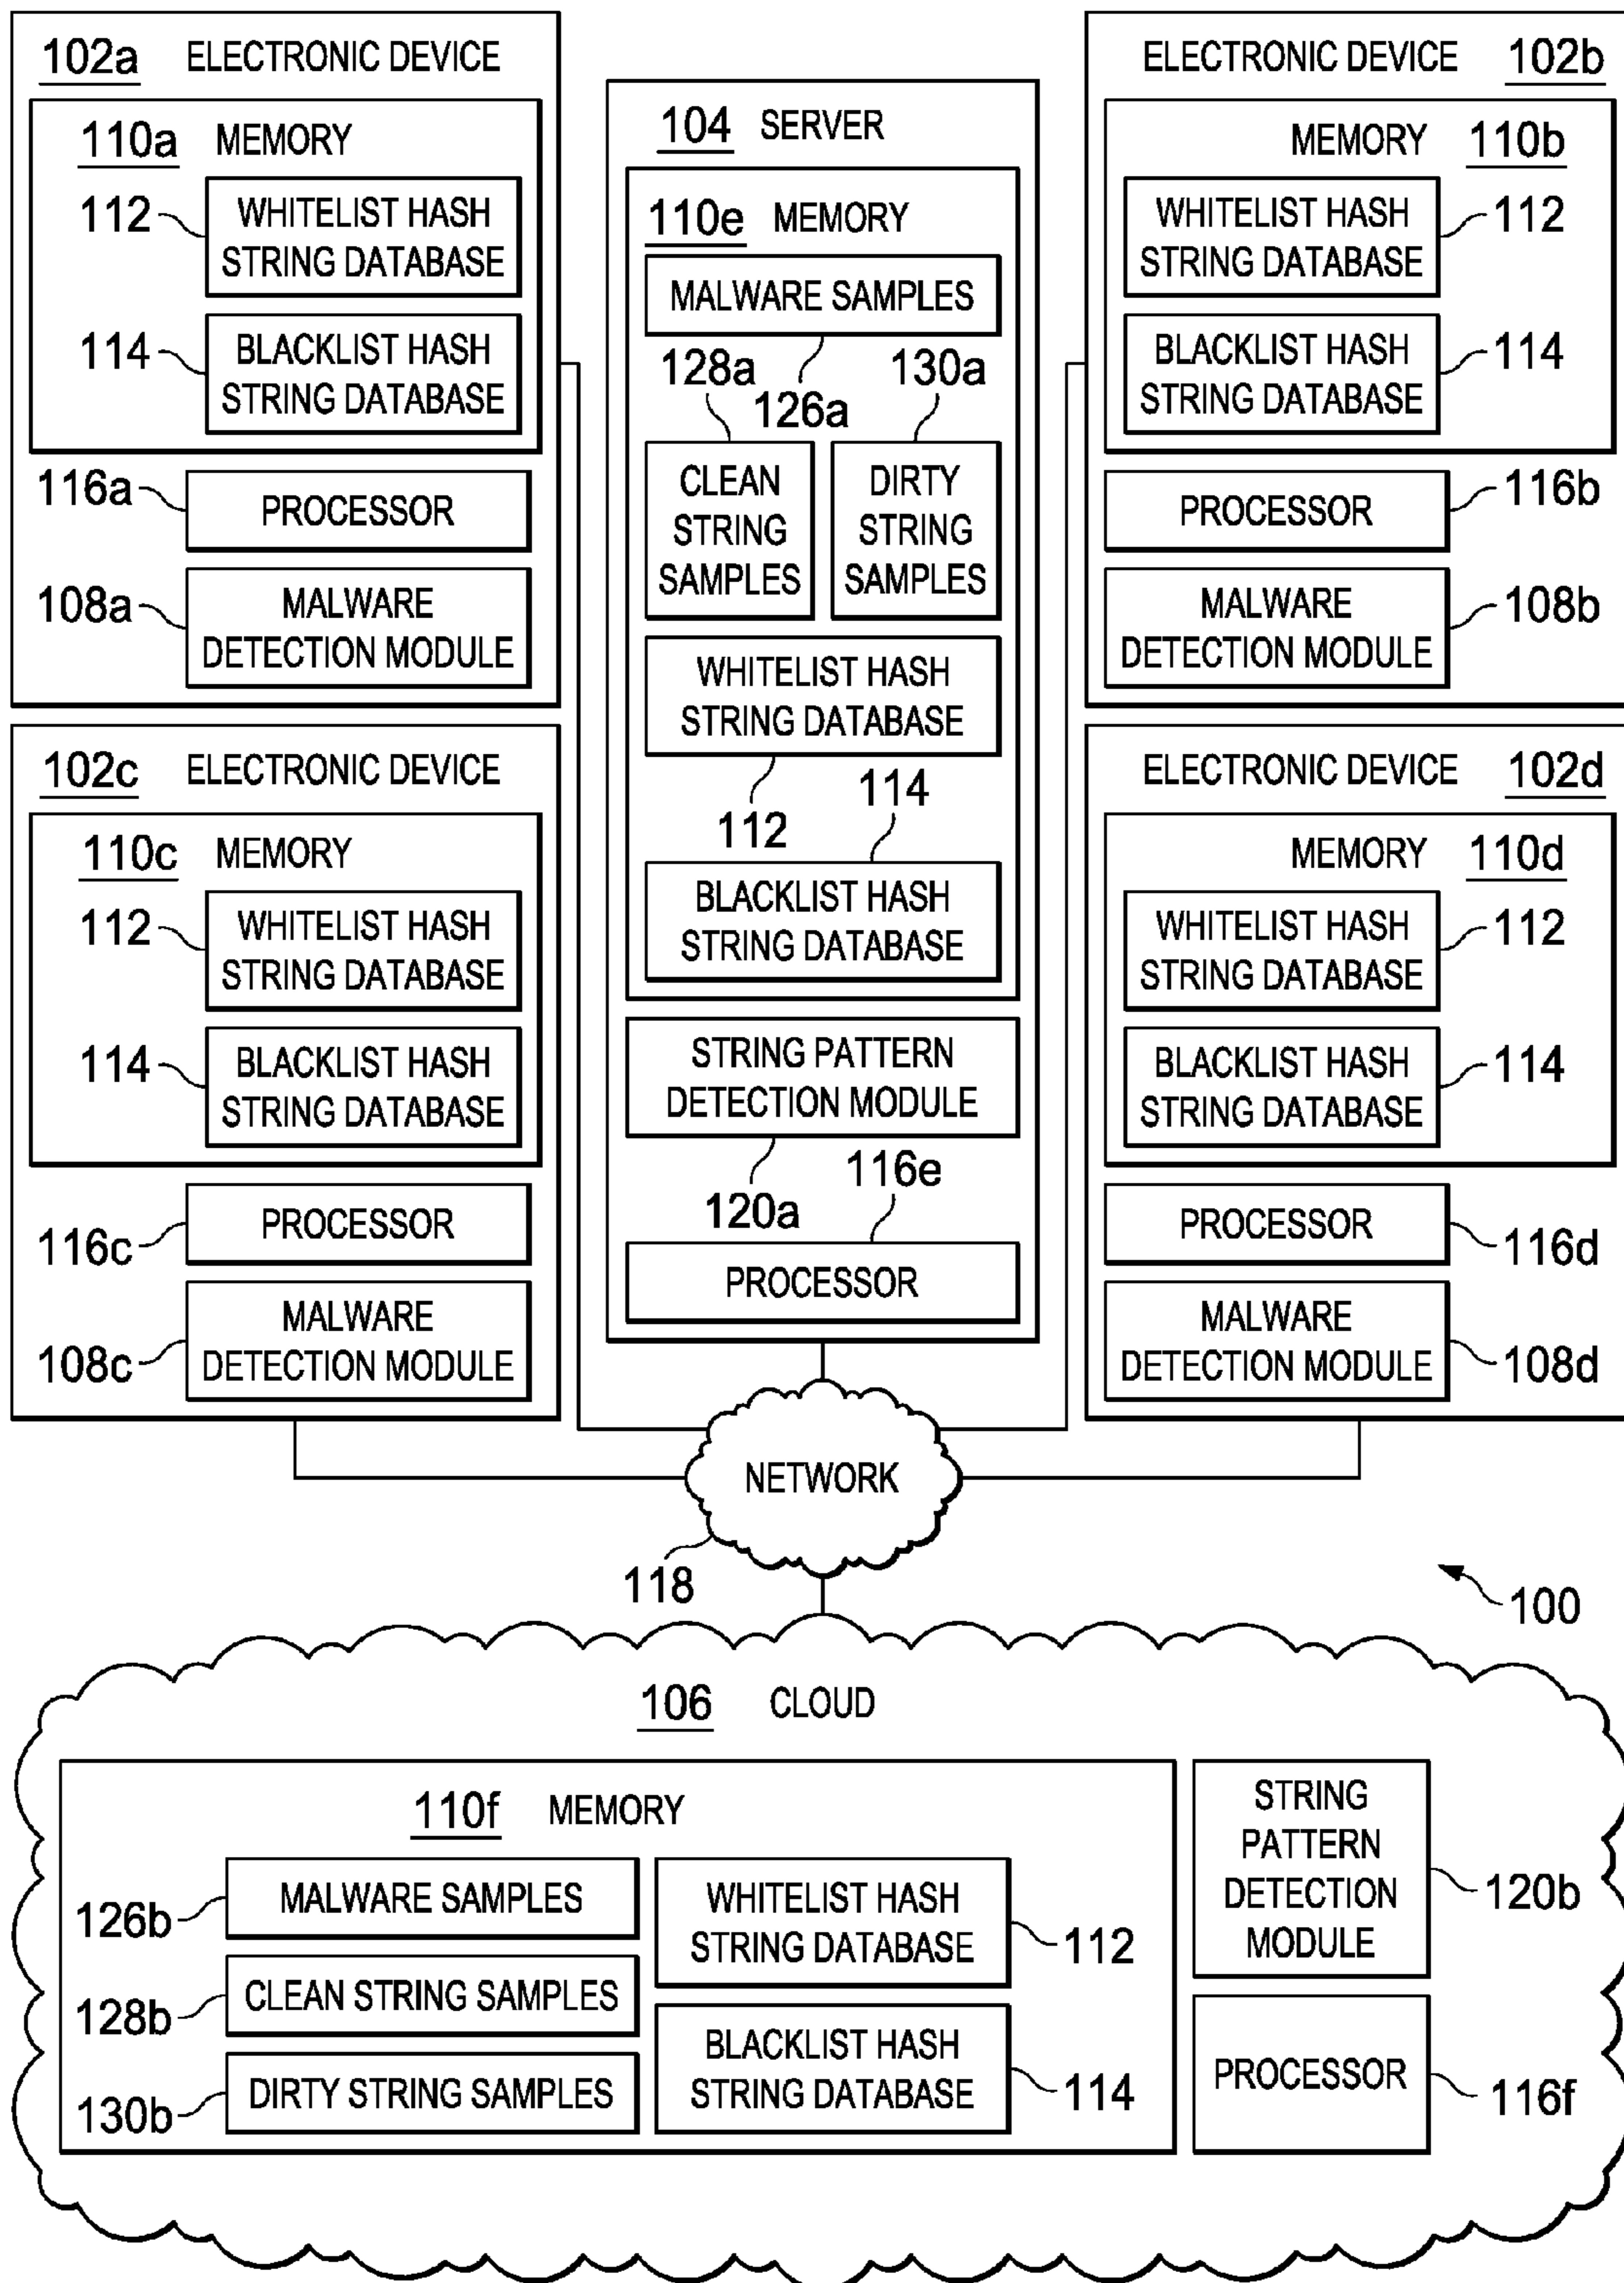 102a ELECTRONIC DEVICE
110a MEMORY
112
WHITELIST HASH
STRING DATABASE
114
BLACKLIST HASH
STRING DATABASE
116a
PROCESSOR
108a
MALWARE
DETECTION MODULE
104 SERVER
110e MEMORY
MALWARE SAMPLES
126a
128a
130a
CLEAN
STRING
SAMPLES
DIRTY
STRING
SAMPLES
WHITELIST HASH
STRING DATABASE
112
114
BLACKLIST HASH
STRING DATABASE
STRING PATTERN
DETECTION MODULE
120a
116e
PROCESSOR
ELECTRONIC DEVICE 102b
MEMORY 110b
WHITELIST HASH
STRING DATABASE
112
BLACKLIST HASH
STRING DATABASE
114
PROCESSOR
116b
MALWARE
DETECTION MODULE
108b
102c ELECTRONIC DEVICE
110c MEMORY
112
WHITELIST HASH
STRING DATABASE
114
BLACKLIST HASH
STRING DATABASE
116c
PROCESSOR
108c
MALWARE
DETECTION MODULE
ELECTRONIC DEVICE 102d
MEMORY 110d
WHITELIST HASH
STRING DATABASE
112
BLACKLIST HASH
STRING DATABASE
114
PROCESSOR
116d
MALWARE
DETECTION MODULE
108d
NETWORK
118
100
106 CLOUD
110f MEMORY
126b
MALWARE SAMPLES
128b
CLEAN STRING SAMPLES
130b
DIRTY STRING SAMPLES
WHITELIST HASH
STRING DATABASE
112
BLACKLIST HASH
STRING DATABASE
114
STRING
PATTERN
DETECTION
MODULE
120b
PROCESSOR
116f